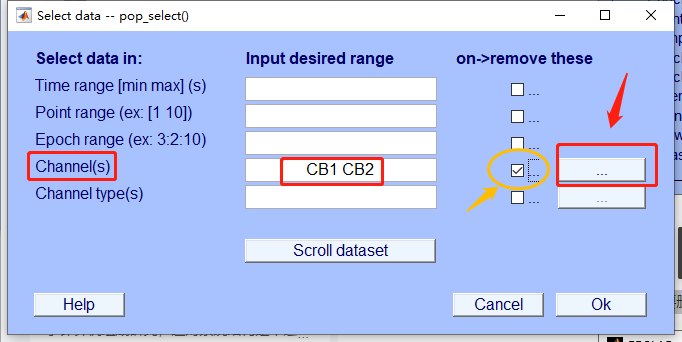 Select data -- pop_select()
Select data in: Input desired range on->remove these
Time range [min max] (s) ...
Point range (ex: [1 10]) ...
Epoch range (ex: 3:2:10) ...
Channel(s) CB1 CB2 ... ...
Channel type(s) ... ...
Scroll dataset
Help Cancel Ok